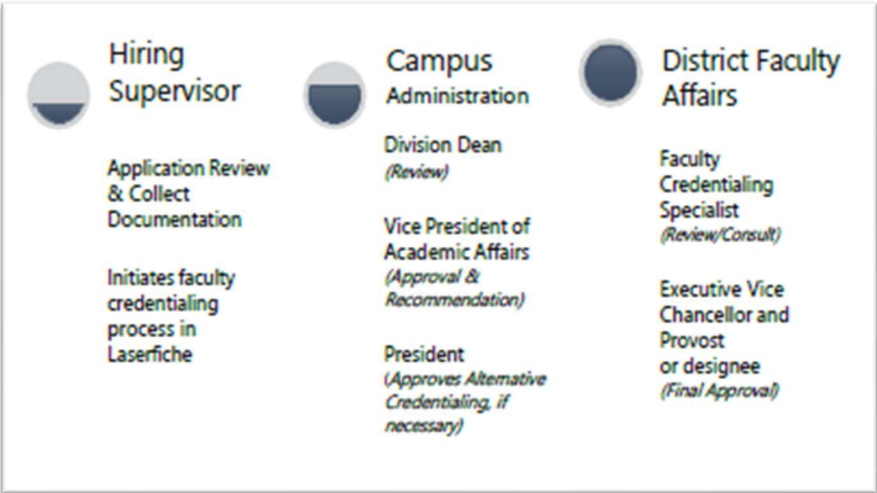 Hiring
Supervisor
Application Review
& Collect
Documentation
Initiates faculty
credentialing
process in
Laserfiche
Campus
Administration
Division Dean
(Review)
Vice President of
Academic Affairs
(Approval &
Recommendation)
President
(Approves Alternative
Credentialing, if
necessary)
District Faculty
Affairs
Faculty
Credentialing
Specialist
(Review/Consult)
Executive Vice
Chancellor and
Provost
or designee
(Final Approval)